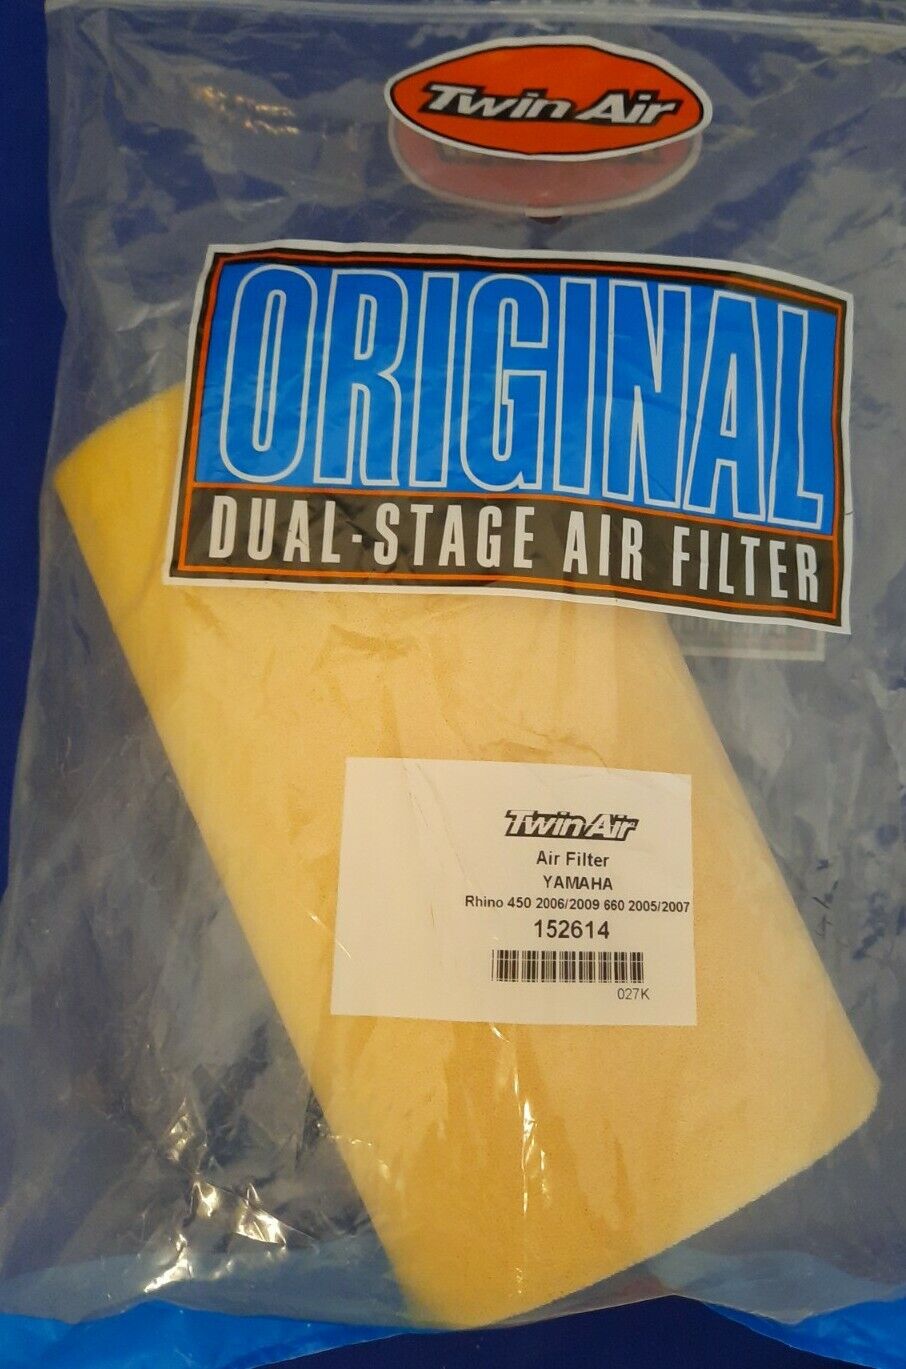 Twin Air
ORIGINAL
DUAL-STAGE AIR FILTER
Twin Air
Air Filter
YAMAHA
Rhino 450 2006/2009 660 2005/2007
152614
027K